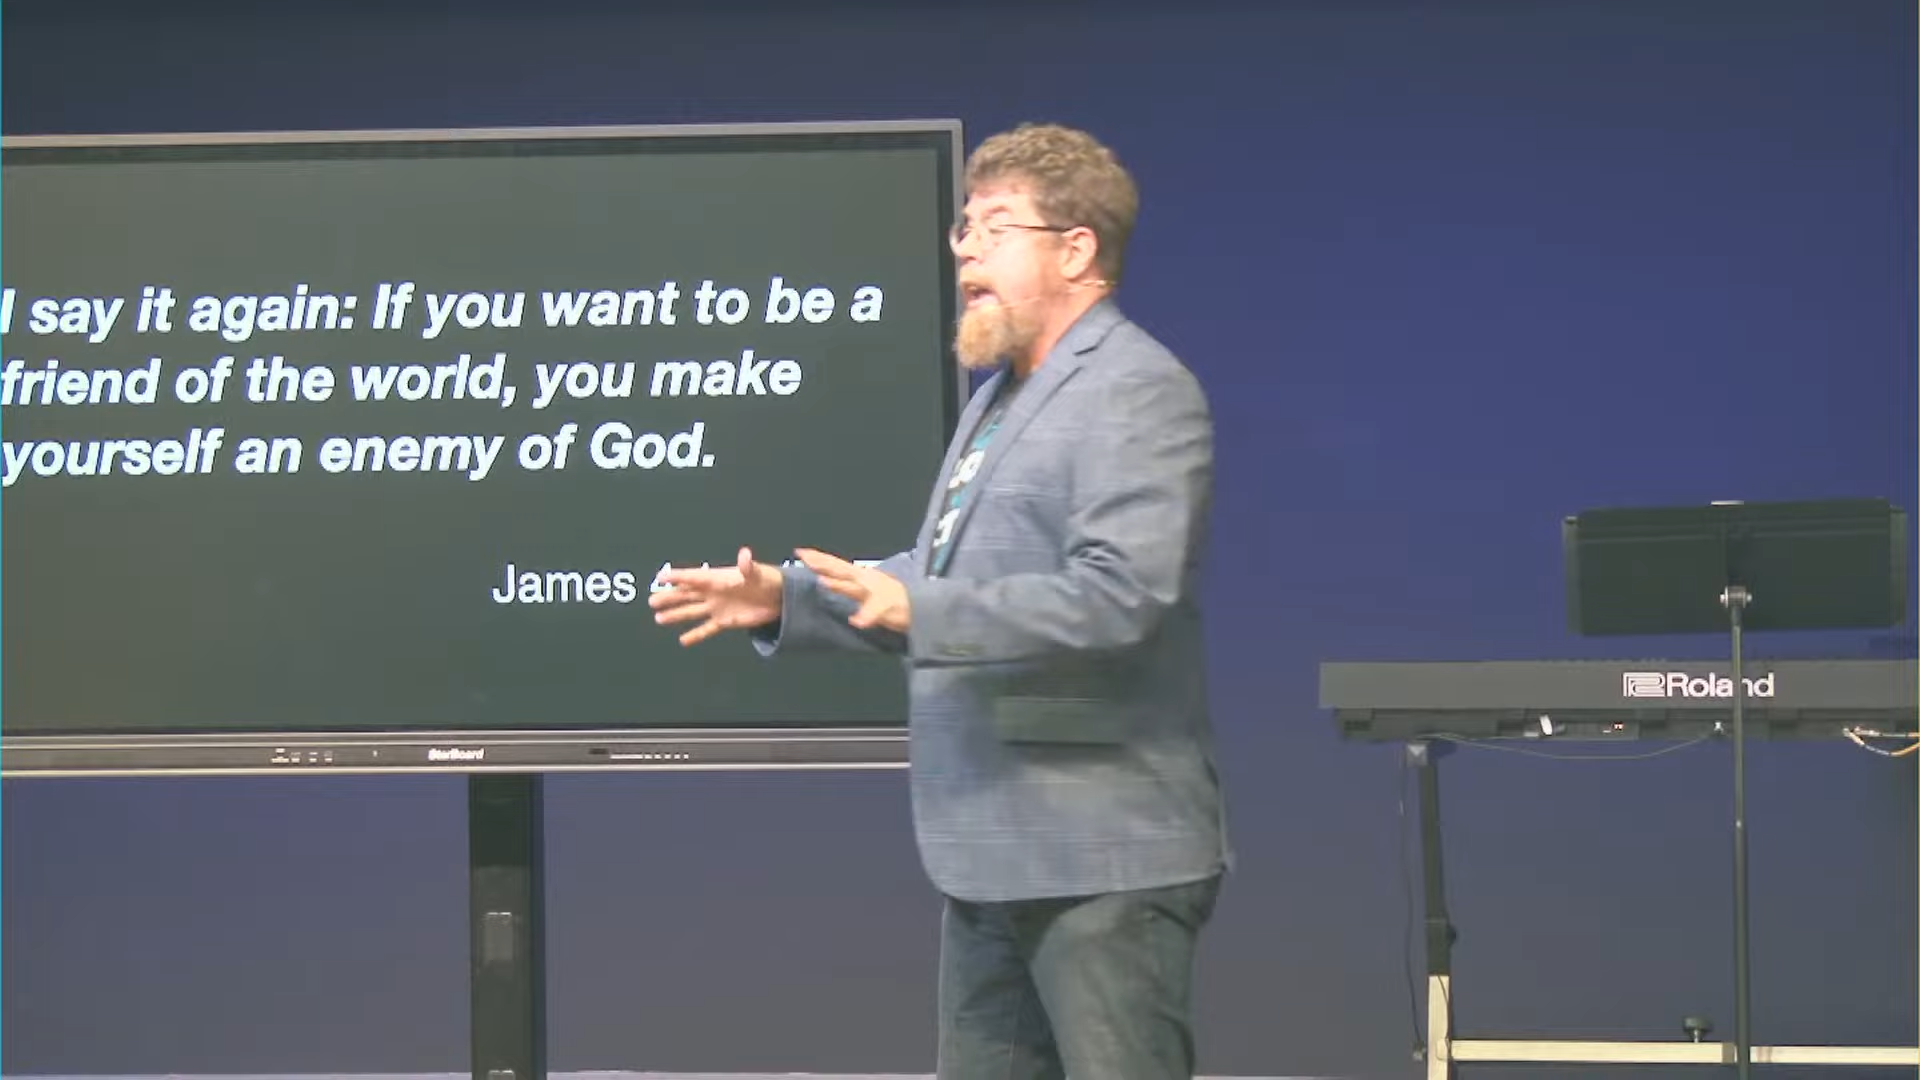 I say it again: If you want to be a
friend of the world, you make
yourself an enemy of God.
James
StarBoard
Roland